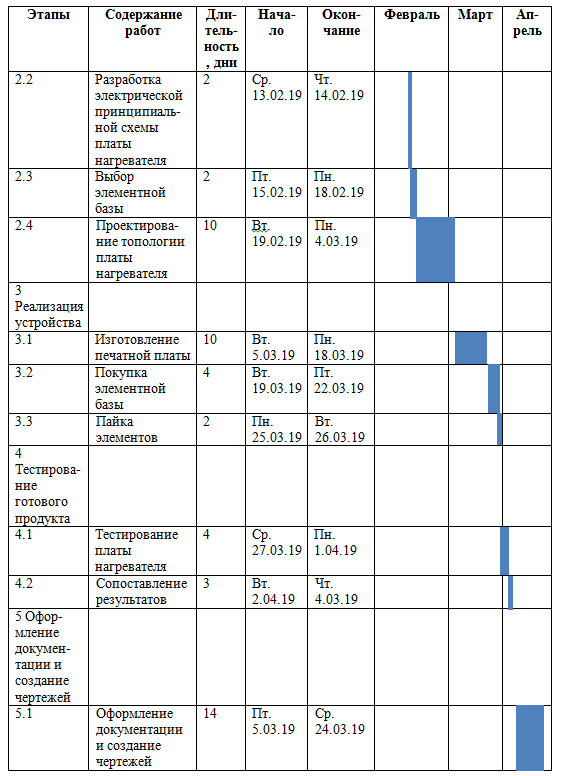 Этапы
Содержание
работ
Дли-
тель-
ность
, дни
Нача-
ло
Окон-
чание
Февраль
Март
Ап-
рель
2.2
Разработка
электрической
принципиаль-
ной схемы
платы
нагревателя
2
Ср.
13.02.19
Чт.
14.02.19
2.3
Выбор
элементной
базы
2
Пт.
15.02.19
Пн.
18.02.19
2.4
Проектирова-
ние топологии
платы
нагревателя
10
Вт.
19.02.19
Пн.
4.03.19
3
Реализация
устройства
3.1
Изготовление
печатной платы
10
Вт.
5.03.19
Пн.
18.03.19
3.2
Покупка
элементной
базы
4
Вт.
19.03.19
Пт.
22.03.19
3.3
Пайка
элементов
2
Пн.
25.03.19
Вт.
26.03.19
4
Тестирова-
ние
готового
продукта
4.1
Тестирование
платы
нагревателя
4
Ср.
27.03.19
Пн.
1.04.19
4.2
Сопоставление
результатов
3
Вт.
2.04.19
Чт.
4.03.19
5 Офор-
мление
докумен-
тации и
создание
чертежей
5.1
Оформление
документации
и создание
чертежей
14
Пт.
5.03.19
Ср.
24.03.19